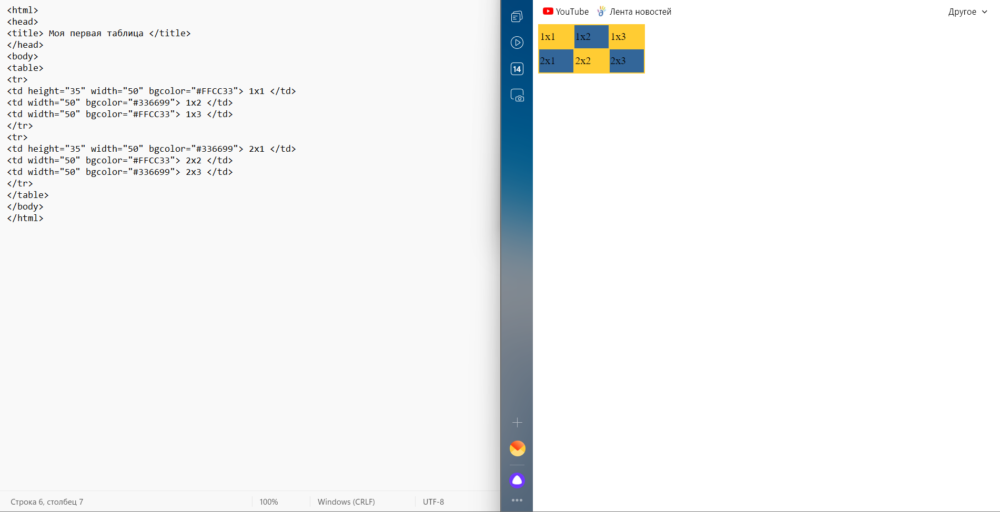 <html>
<head>
<title> Моя первая таблица </title>
</head>
<body>
<table>
<tr>
<td height="35" width="50" bgcolor="#FFCC33"> 1x1 </td>
<td width="50" bgcolor="#336699"> 1x2 </td>
<td width="50" bgcolor="#FFCC33"> 1x3 </td>
</tr>
<tr>
<td height="35" width="50" bgcolor="#336699"> 2x1 </td>
<td width="50" bgcolor="#FFCC33"> 2x2 </td>
<td width="50" bgcolor="#336699"> 2x3 </td>
</tr>
</table>
</body>
</html>
Строка 6, столбец 7 100% Windows (CRLF) UTF-8
14
YouTube Лента новостей Другое
1x1 1x2 1x3
2x1 2x2 2x3